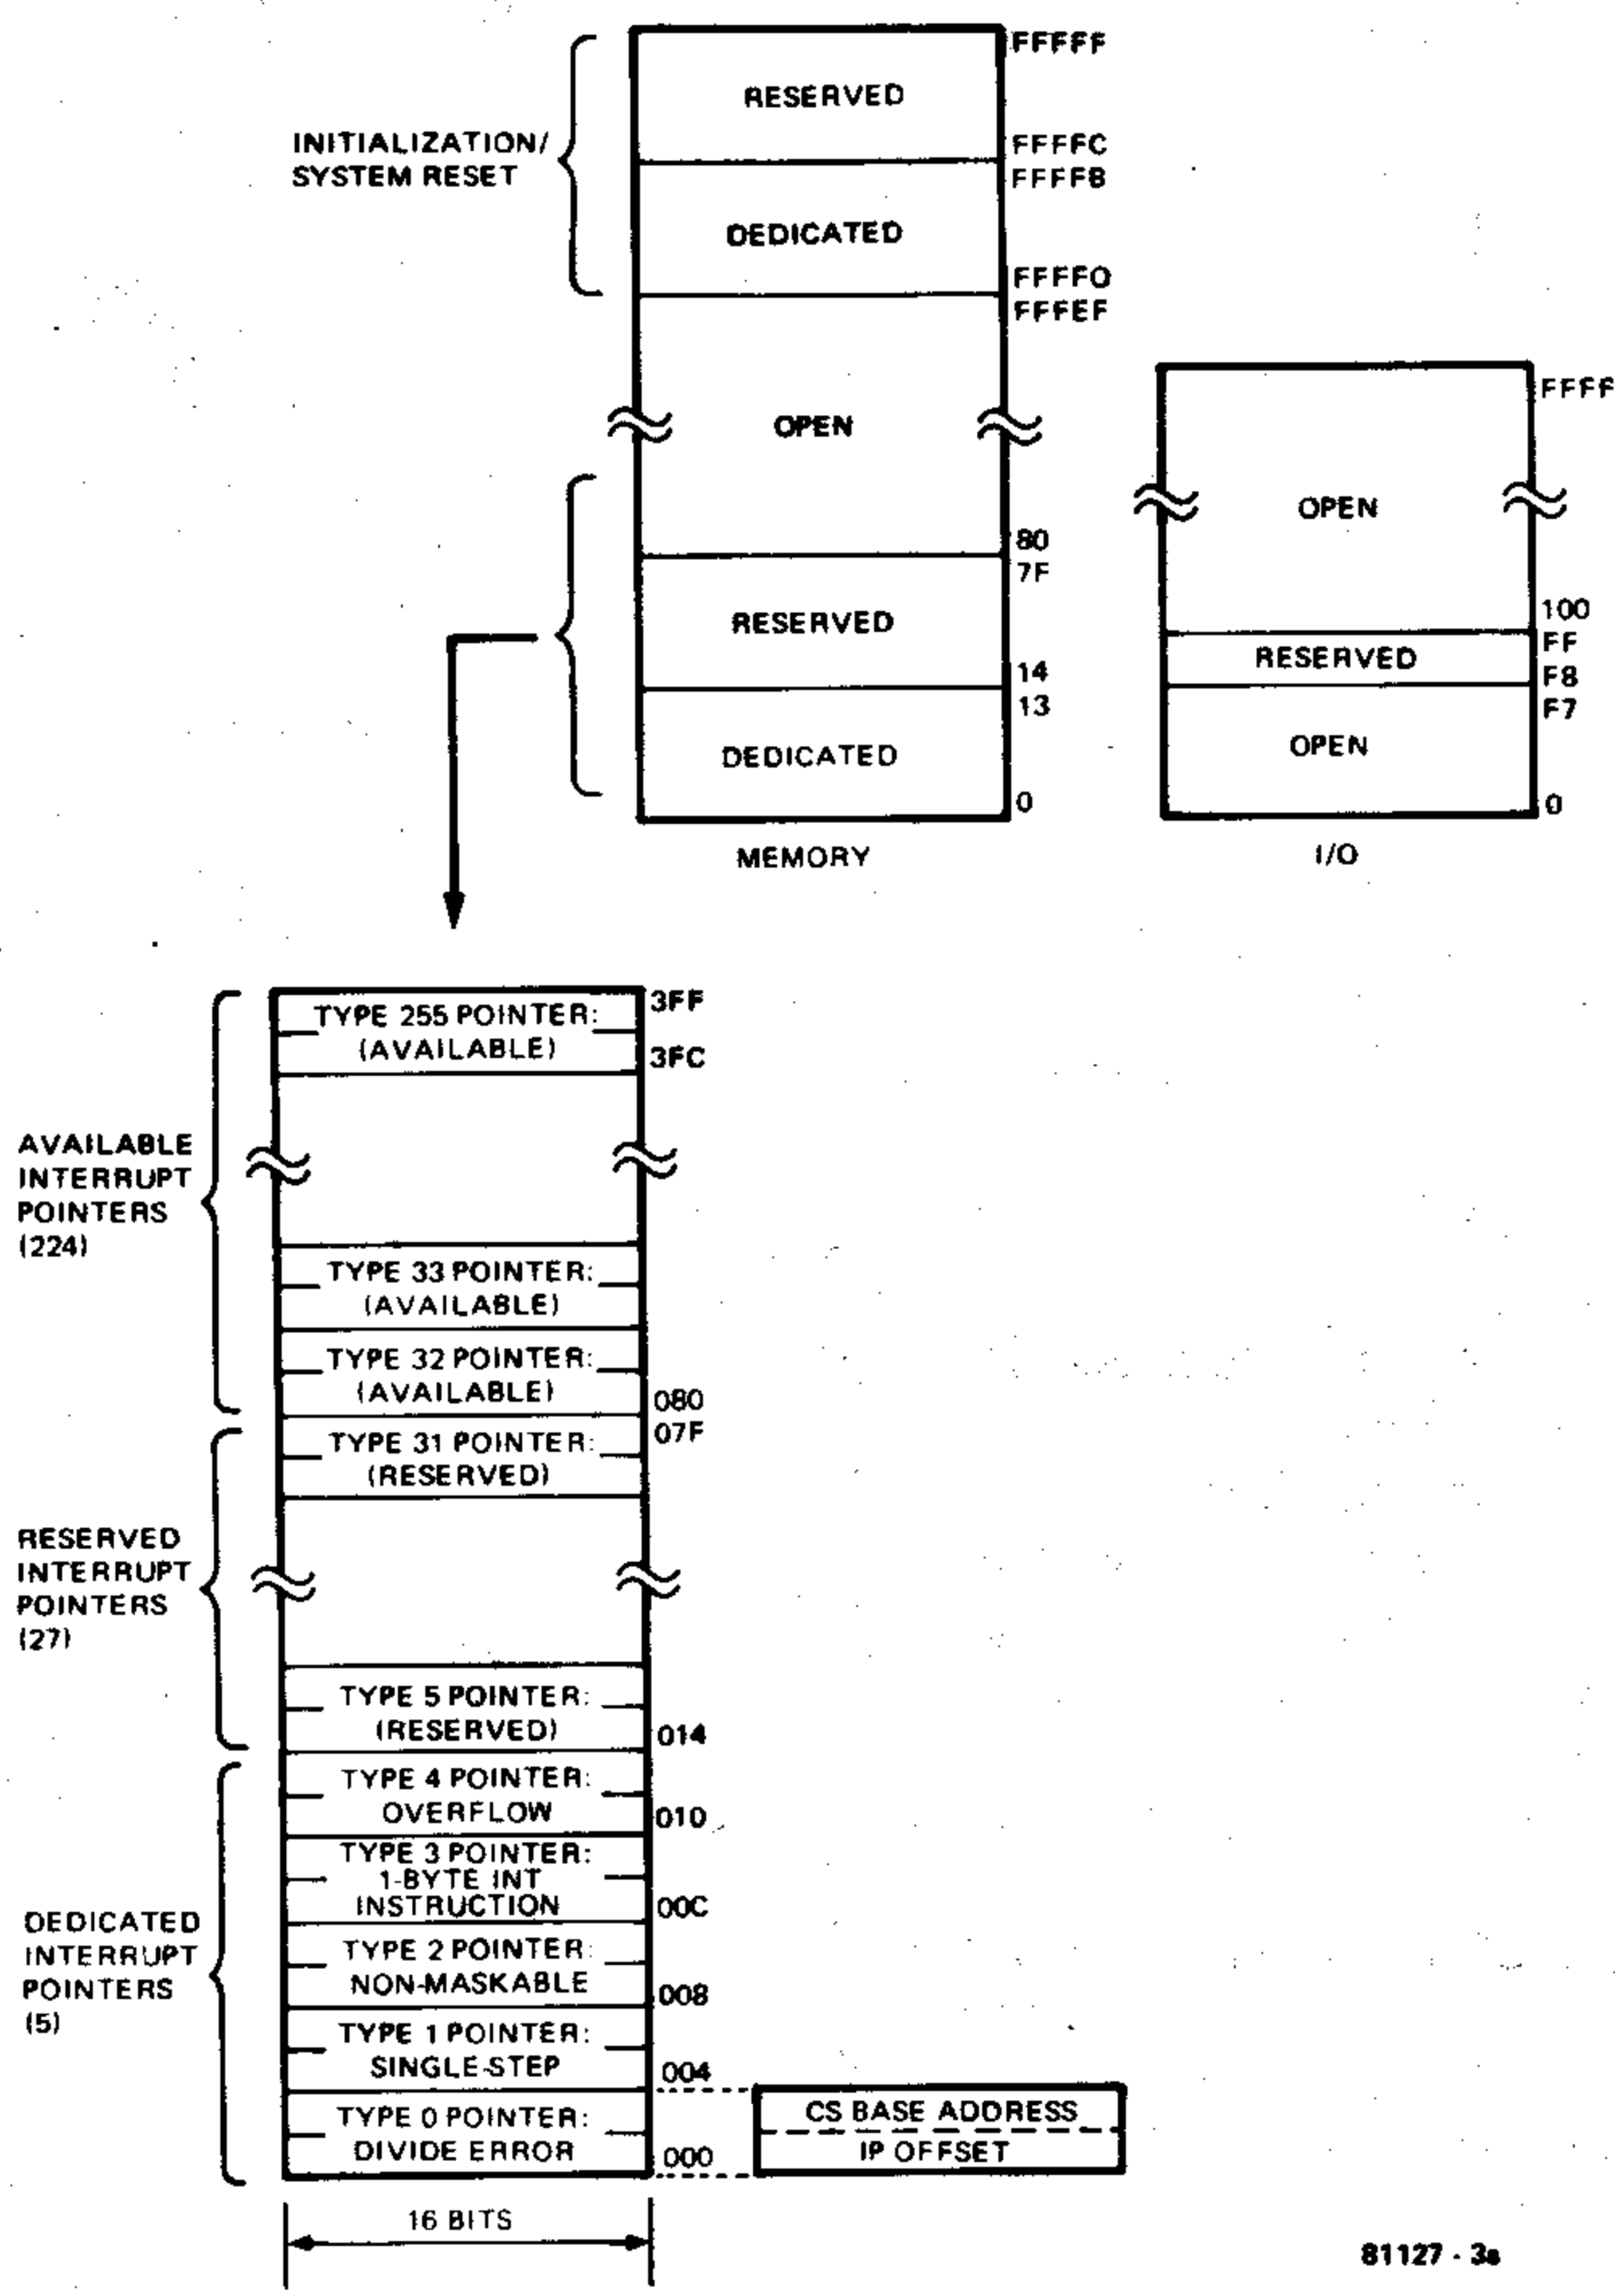 FFFFF
RESERVED
INITIALIZATION/
SYSTEM RESET
FFFFC
FFFFB
DEDICATED
FFFF0
FFFEF
OPEN
80
7F
RESERVED
14
13
DEDICATED
0
MEMORY
FFFF
OPEN
100
FF
RESERVED
F8
F7
OPEN
0
I/O
AVAILABLE
INTERRUPT
POINTERS
(224)
TYPE 255 POINTER:
(AVAILABLE)
3FF
3FC
TYPE 33 POINTER:
(AVAILABLE)
TYPE 32 POINTER:
(AVAILABLE)
080
07F
TYPE 31 POINTER:
(RESERVED)
RESERVED
INTERRUPT
POINTERS
(27)
TYPE 5 POINTER:
(RESERVED)
014
TYPE 4 POINTER:
OVERFLOW
010
TYPE 3 POINTER:
1-BYTE INT
INSTRUCTION
00C
DEDICATED
INTERRUPT
POINTERS
(5)
TYPE 2 POINTER:
NON-MASKABLE
008
TYPE 1 POINTER:
SINGLE-STEP
004
TYPE 0 POINTER:
DIVIDE ERROR
000
CS BASE ADDRESS
IP OFFSET
16 BITS
81127 - 3a